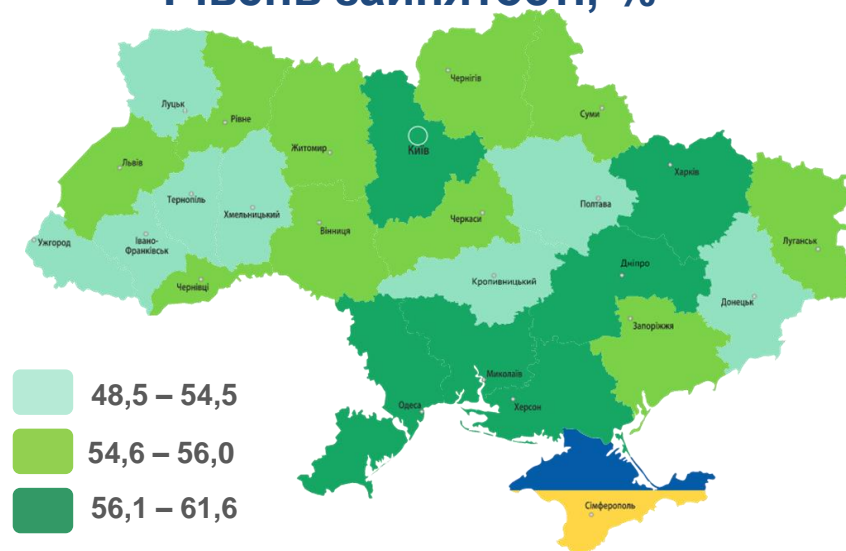 Рівень зайнятості, %
Чернігів
Луцьк
Суми
Рівне
Житомир
Київ
Львів
Харків
Тернопіль
Хмельницький
Полтава
Черкаси
Вінниця
Ужгород
Івано-
Франківськ
Луганськ
Дніпро
Кропивницький
Чернівці
Донецьк
Запоріжжя
Миколаїв
Одеса
Херсон
Сімферополь
48,5 – 54,5
54,6 – 56,0
56,1 – 61,6